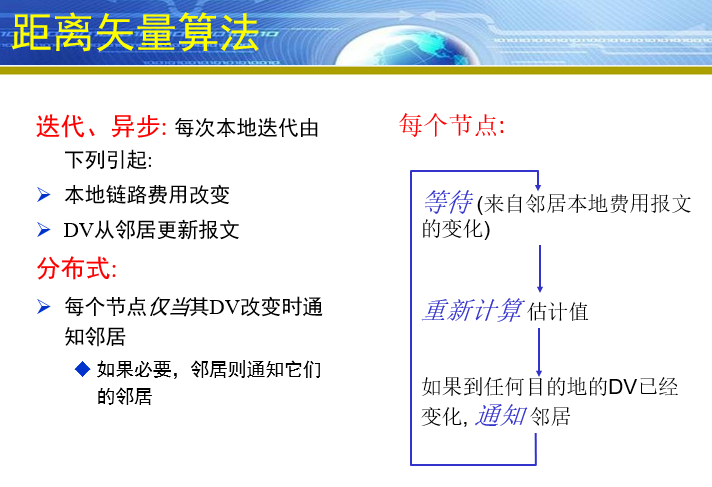 距离矢量算法
迭代、异步: 每次本地迭代由
下列引起:
本地链路费用改变
DV从邻居更新报文
分布式:
每个节点仅当其DV改变时通
知邻居
如果必要，邻居则通知它们
的邻居
每个节点:
等待 (来自邻居本地费用报文
的变化)
重新计算 估计值
如果到任何目的地的DV已经
变化, 通知 邻居